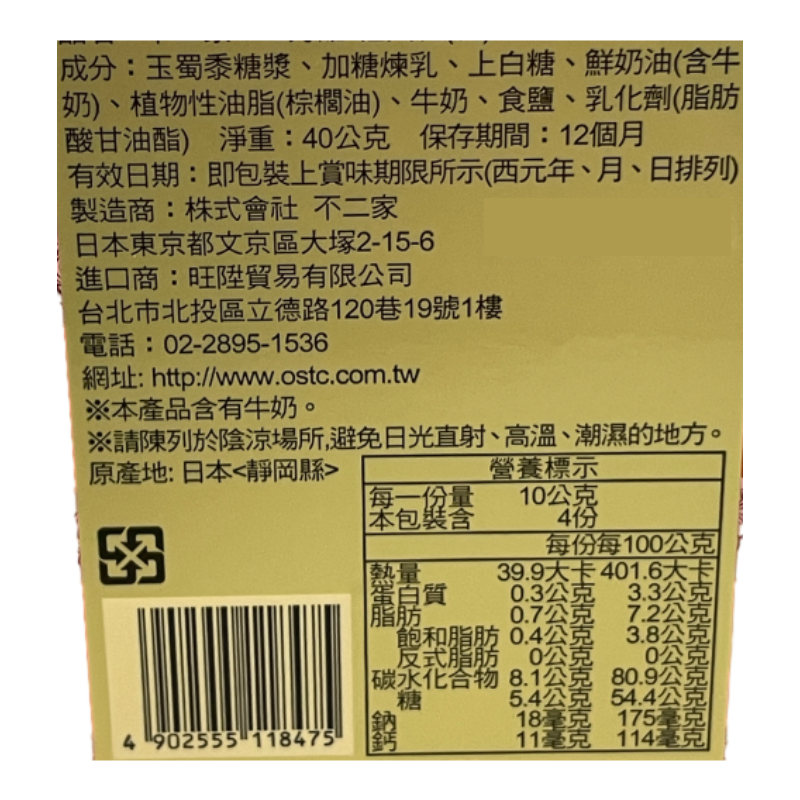 成分：玉蜀黍糖漿、加糖煉乳、上白糖、鮮奶油(含牛
奶)、植物性油脂(棕櫚油)、牛奶、食鹽、乳化劑(脂肪
酸甘油酯) 淨重：40公克 保存期間：12個月
有效日期：即包裝上賞味期限所示(西元年、月、日排列)
製造商：株式會社 不二家
日本東京都文京區大塚2-15-6
進口商：旺陞貿易有限公司
台北市北投區立德路120巷19號1樓
電話：02-2895-1536
網址: http://www.ostc.com.tw
※本產品含有牛奶。
※請陳列於陰涼場所,避免日光直射、高溫、潮濕的地方。
原產地: 日本<靜岡縣>
營養標示
每一份量 10公克
本包裝含 4份
每份 每100公克
熱量 39.9大卡 401.6大卡
蛋白質 0.3公克 3.3公克
脂肪 0.7公克 7.2公克
飽和脂肪 0.4公克 3.8公克
反式脂肪 0公克 0公克
碳水化合物 8.1公克 80.9公克
糖 5.4公克 54.4公克
鈉 18毫克 175毫克
鈣 11毫克 114毫克
4 902555 118475